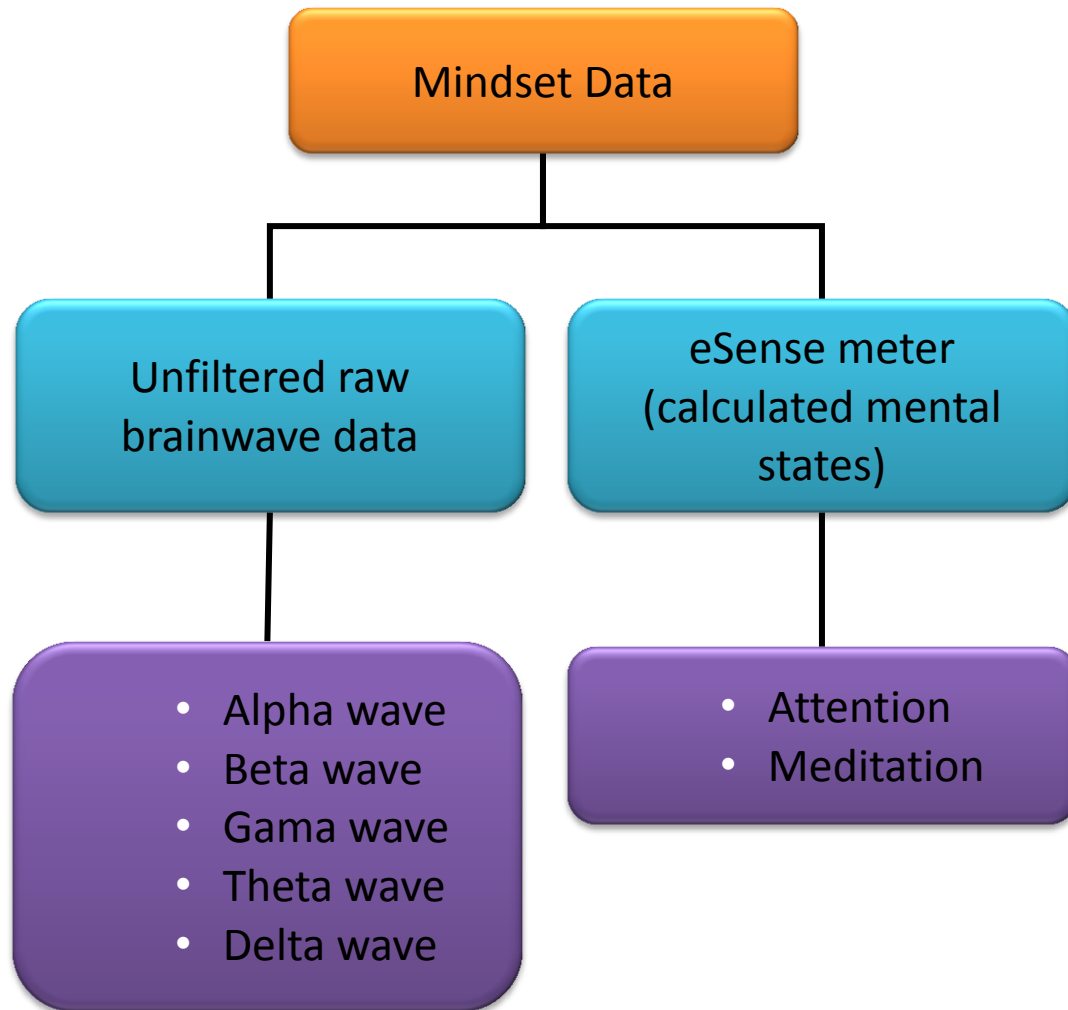 Mindset Data
Unfiltered raw
brainwave data
eSense meter
(calculated mental
states)
• Alpha wave
• Beta wave
• Gama wave
• Theta wave
• Delta wave
• Attention
• Meditation